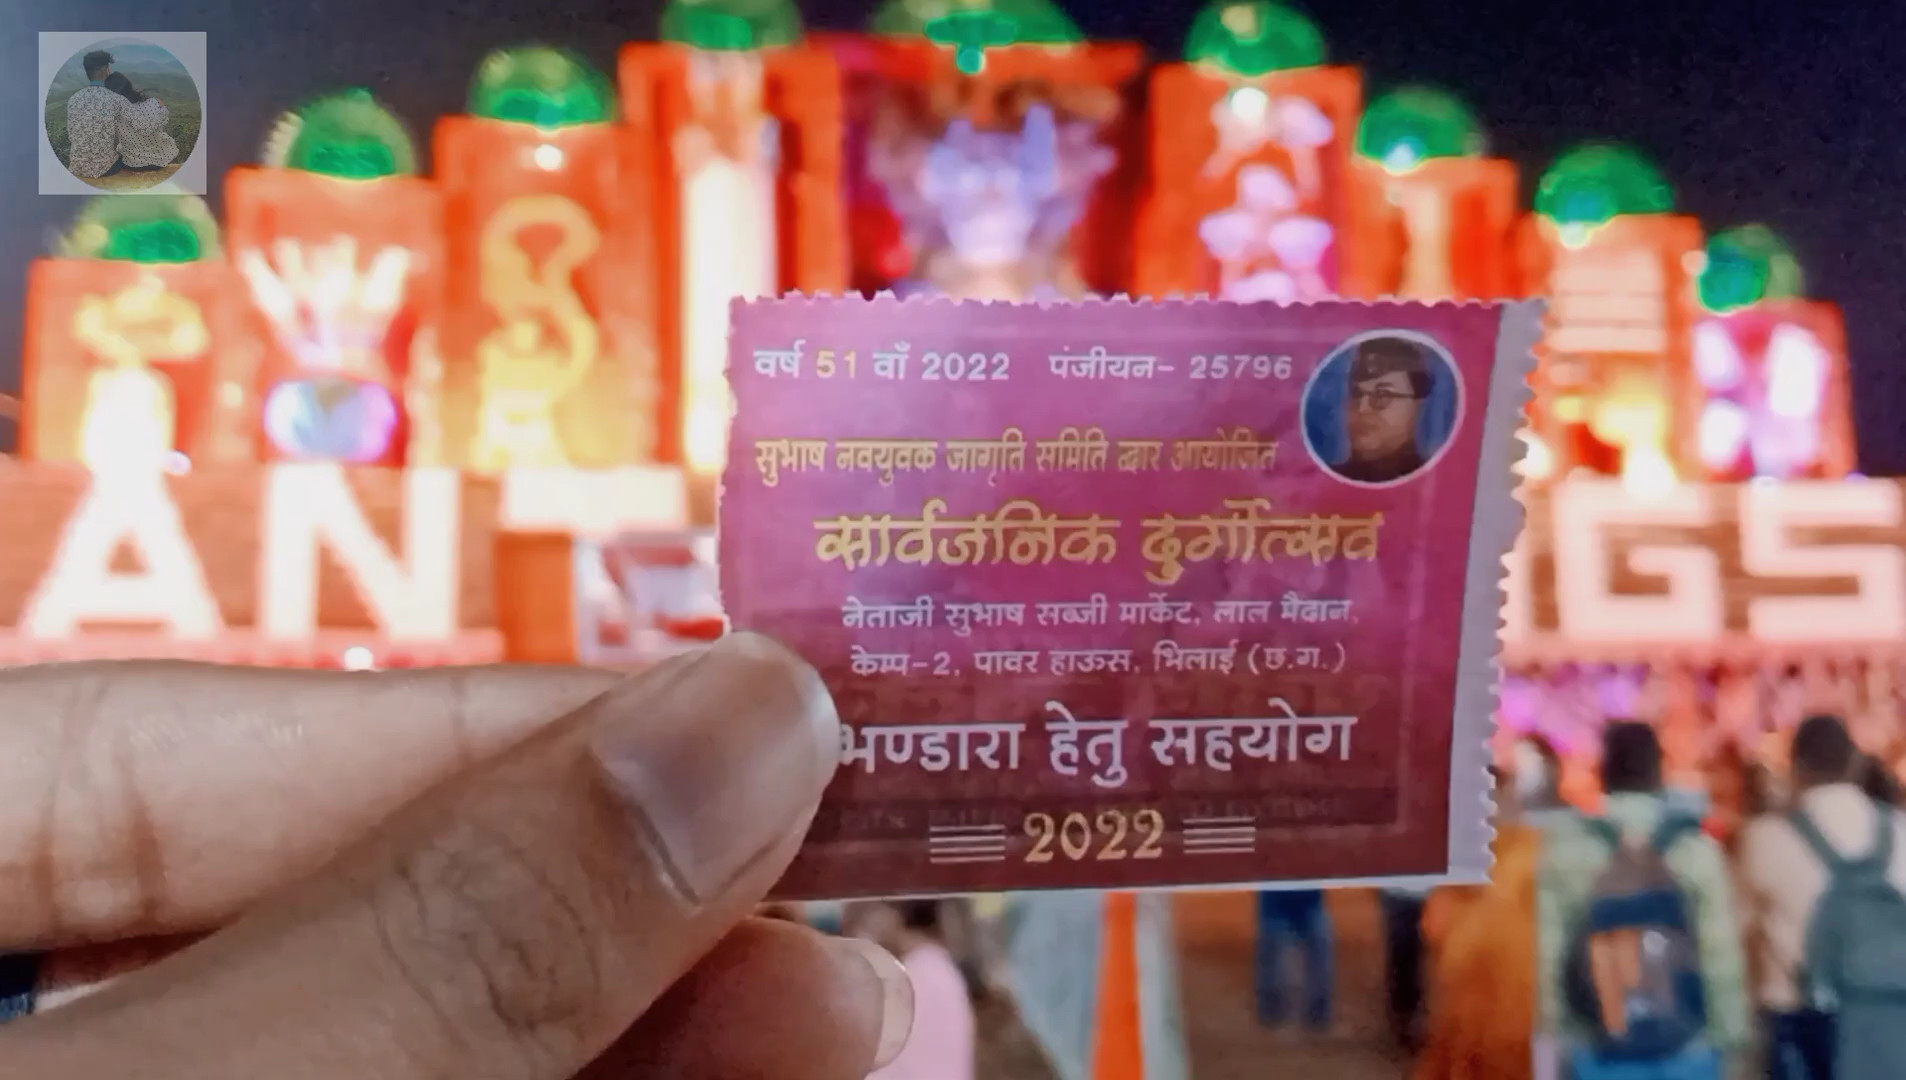 वर्ष 51 वाँ 2022 पंजीयन- 25796
सुभाष नवयुवक जागृति समिति द्वार आयोजित
सार्वजनिक दुर्गोत्सव
नेताजी सुभाष सब्जी मार्केट, लाल मैदान,
केम्प-2, पावर हाऊस, भिलाई (छ.ग.)
भण्डारा हेतु सहयोग
2022